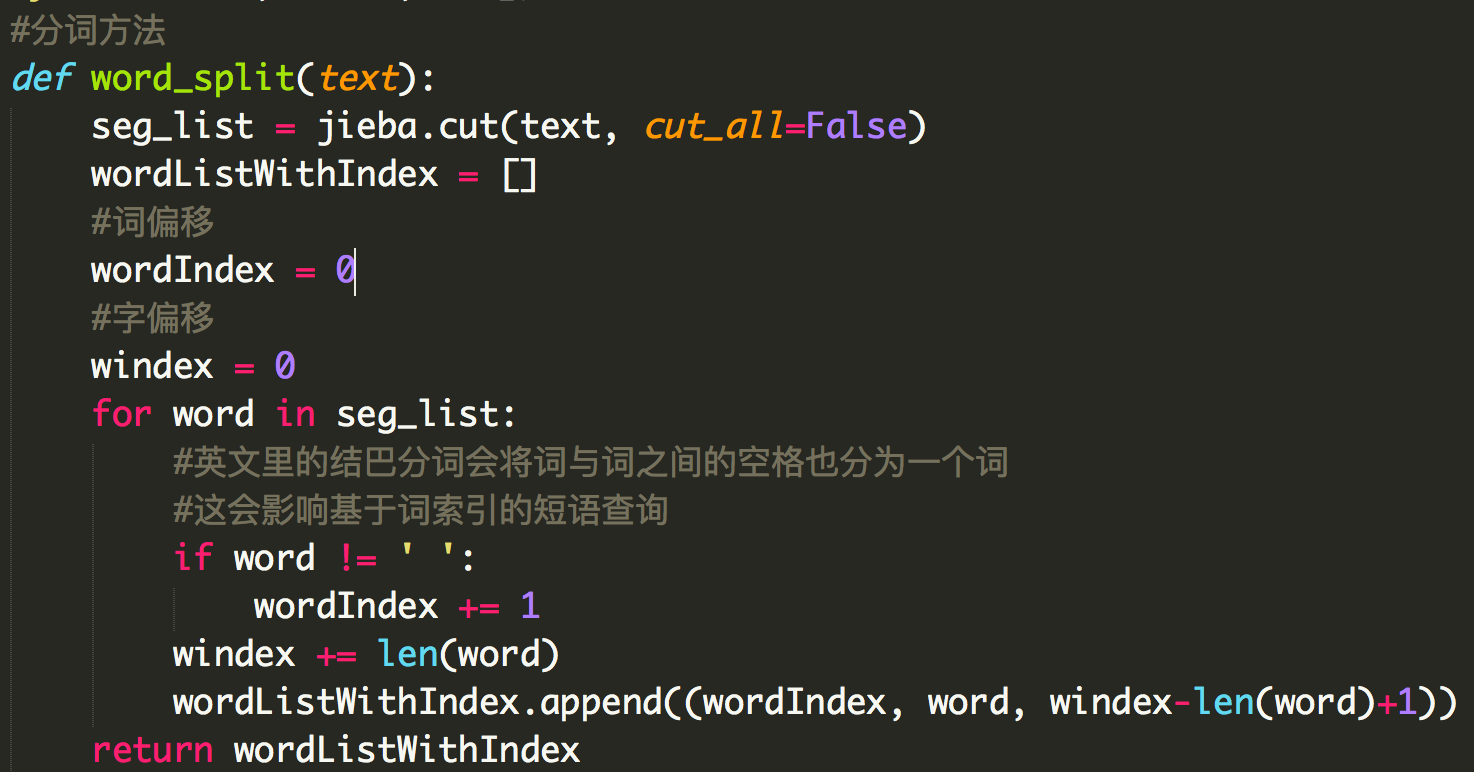 #分词方法
def word_split(text):
    seg_list = jieba.cut(text, cut_all=False)
    wordListWithIndex = []
    #词偏移
    wordIndex = 0
    #字偏移
    windex = 0
    for word in seg_list:
        #英文里的结巴分词会将词与词之间的空格也分为一个词
        #这会影响基于词索引的短语查询
        if word != ' ':
            wordIndex += 1
        windex += len(word)
        wordListWithIndex.append((wordIndex, word, windex-len(word)+1))
    return wordListWithIndex